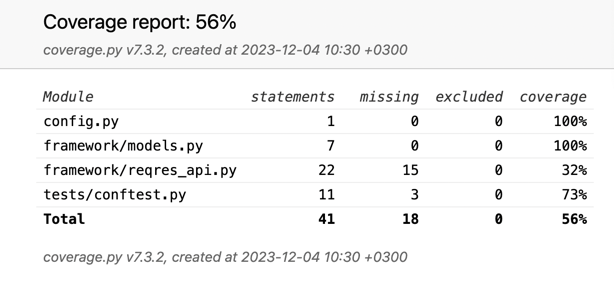 Coverage report: 56%
coverage.py v7.3.2, created at 2023-12-04 10:30 +0300
Module statements missing excluded coverage
config.py 1 0 0 100%
framework/models.py 7 0 0 100%
framework/reqres_api.py 22 15 0 32%
tests/conftest.py 11 3 0 73%
Total 41 18 0 56%
coverage.py v7.3.2, created at 2023-12-04 10:30 +0300